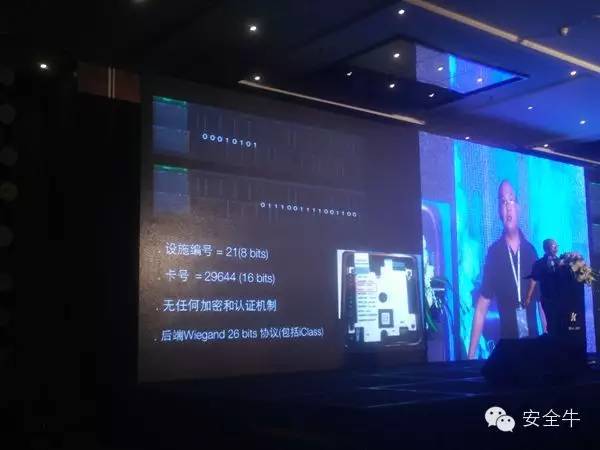 00010101
0111001111001100
. 设施编号 = 21(8 bits)
. 卡号 = 29644 (16 bits)
. 无任何加密和认证机制
. 后端Wiegand 26 bits 协议(包括iClass)
安全牛